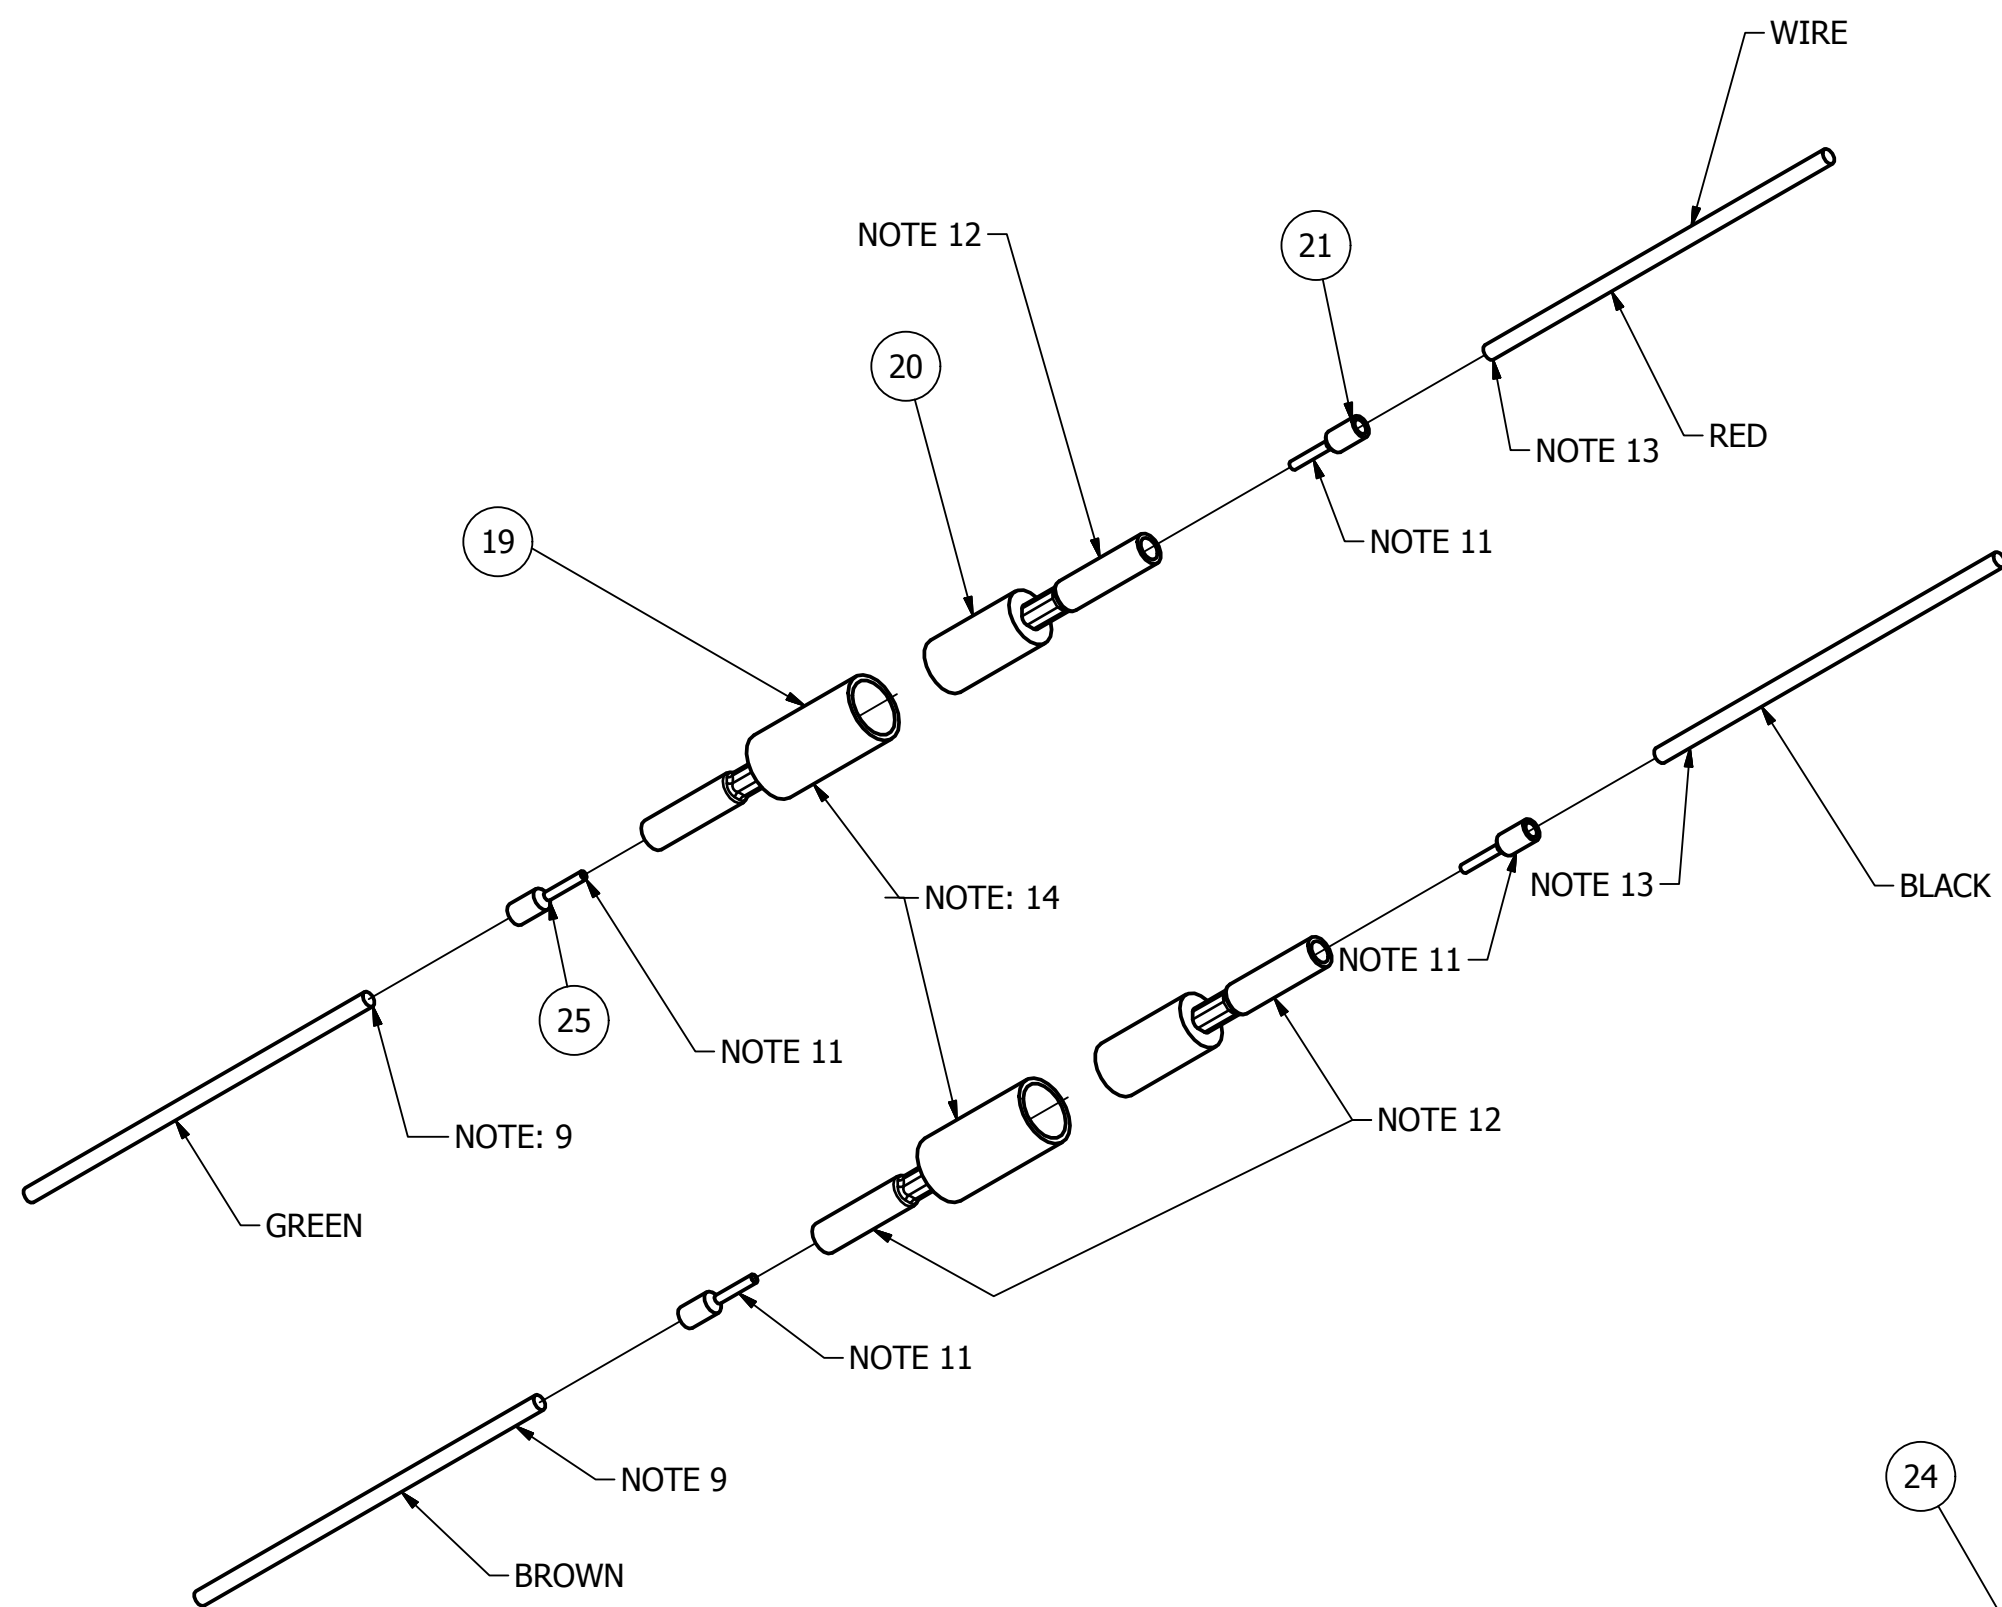 WIRE
NOTE 12
21
20
NOTE 13
RED
19
NOTE 11
NOTE: 14
NOTE 13
BLACK
NOTE 11
25
NOTE 11
NOTE 12
NOTE: 9
GREEN
NOTE 11
NOTE 9
24
BROWN